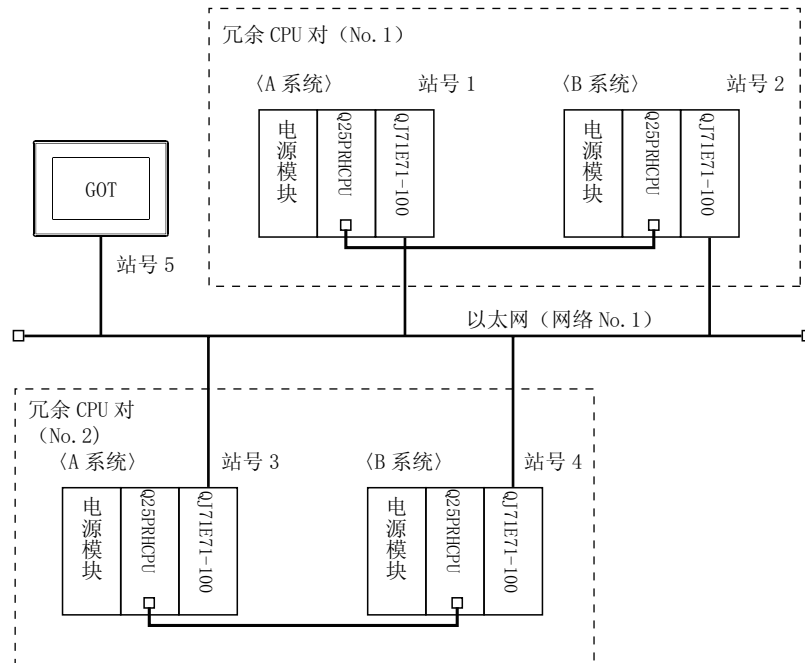 冗余 CPU 对（No.1）
〈A 系统〉 站号 1 〈B 系统〉 站号 2
电源模块
Q25PRHCPU
QJ71E71-100
电源模块
Q25PRHCPU
QJ71E71-100
GOT
站号 5
以太网（网络 No.1）
冗余 CPU 对
（No.2)
〈A 系统〉 站号 3 〈B 系统〉 站号 4
电源模块
Q25PRHCPU
QJ71E71-100
电源模块
Q25PRHCPU
QJ71E71-100